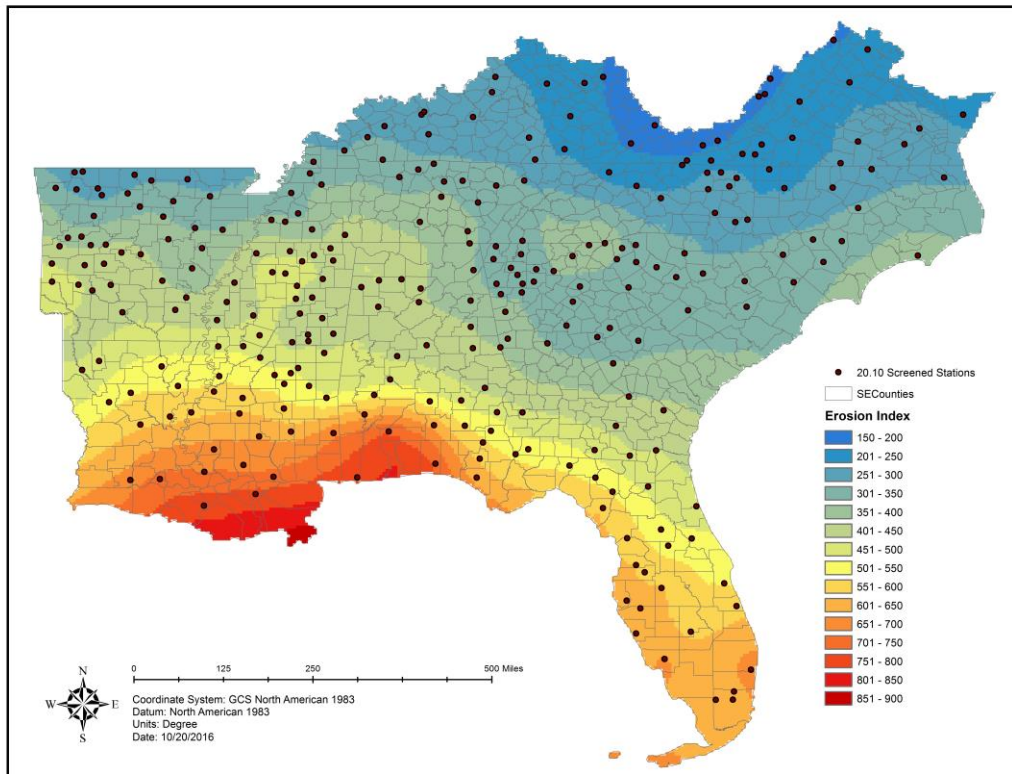 20.10 Screened Stations
SECounties
Erosion Index
150 - 200
201 - 250
251 - 300
301 - 350
351 - 400
401 - 450
451 - 500
501 - 550
551 - 600
601 - 650
651 - 700
701 - 750
751 - 800
801 - 850
851 - 900
0 125 250 500 Miles
N
W E
S
Coordinate System: GCS North American 1983
Datum: North American 1983
Units: Degree
Date: 10/20/2016